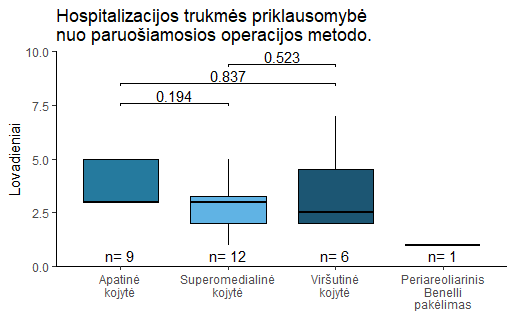 Hospitalizacijos trukmės priklausomybė
nuo paruošiamosios operacijos metodo.
Lovadieniai
10.0
7.5
5.0
2.5
0.0
0.523
0.837
0.194
n= 9
n= 12
n= 6
n= 1
Apatinė
kojytė
Superomedialinė
kojytė
Viršutinė
kojytė
Periareoliarinis
Benelli
pakėlimas